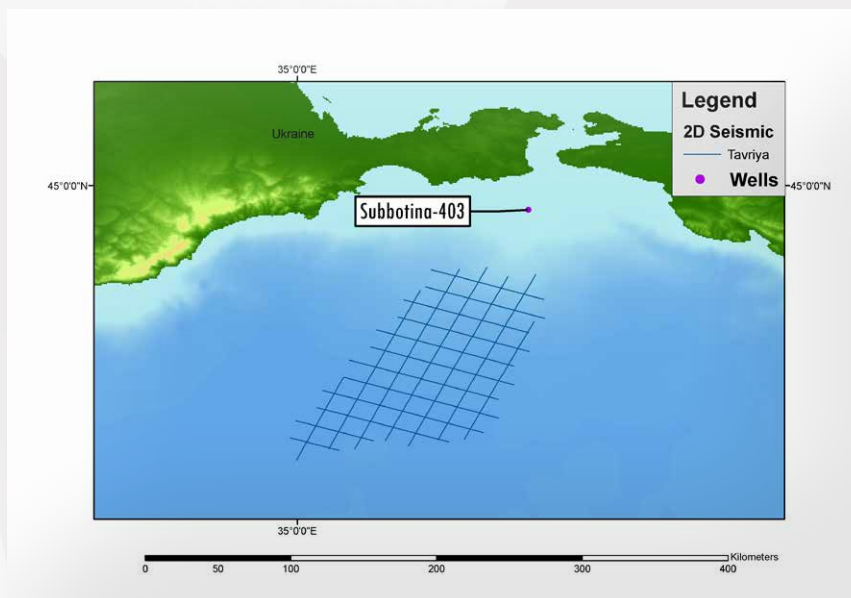 35°0'0"E
Legend
2D Seismic
Tavriya
Wells
Ukraine
45°0'0"N
45°0'0"N
Subbotina-403
35°0'0"E
Kilometers
0 50 100 200 300 400